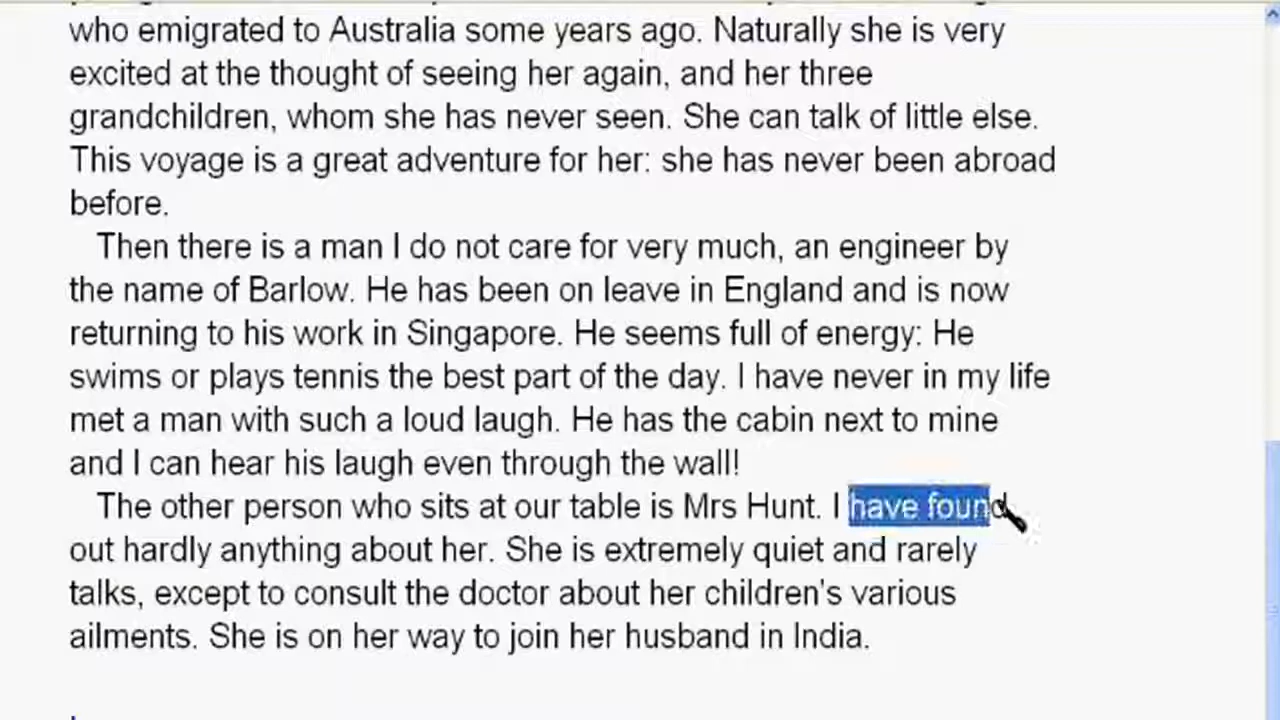 who emigrated to Australia some years ago. Naturally she is very
excited at the thought of seeing her again, and her three
grandchildren, whom she has never seen. She can talk of little else.
This voyage is a great adventure for her: she has never been abroad
before.
Then there is a man I do not care for very much, an engineer by
the name of Barlow. He has been on leave in England and is now
returning to his work in Singapore. He seems full of energy: He
swims or plays tennis the best part of the day. I have never in my life
met a man with such a loud laugh. He has the cabin next to mine
and I can hear his laugh even through the wall!
The other person who sits at our table is Mrs Hunt. I have found
out hardly anything about her. She is extremely quiet and rarely
talks, except to consult the doctor about her children's various
ailments. She is on her way to join her husband in India.